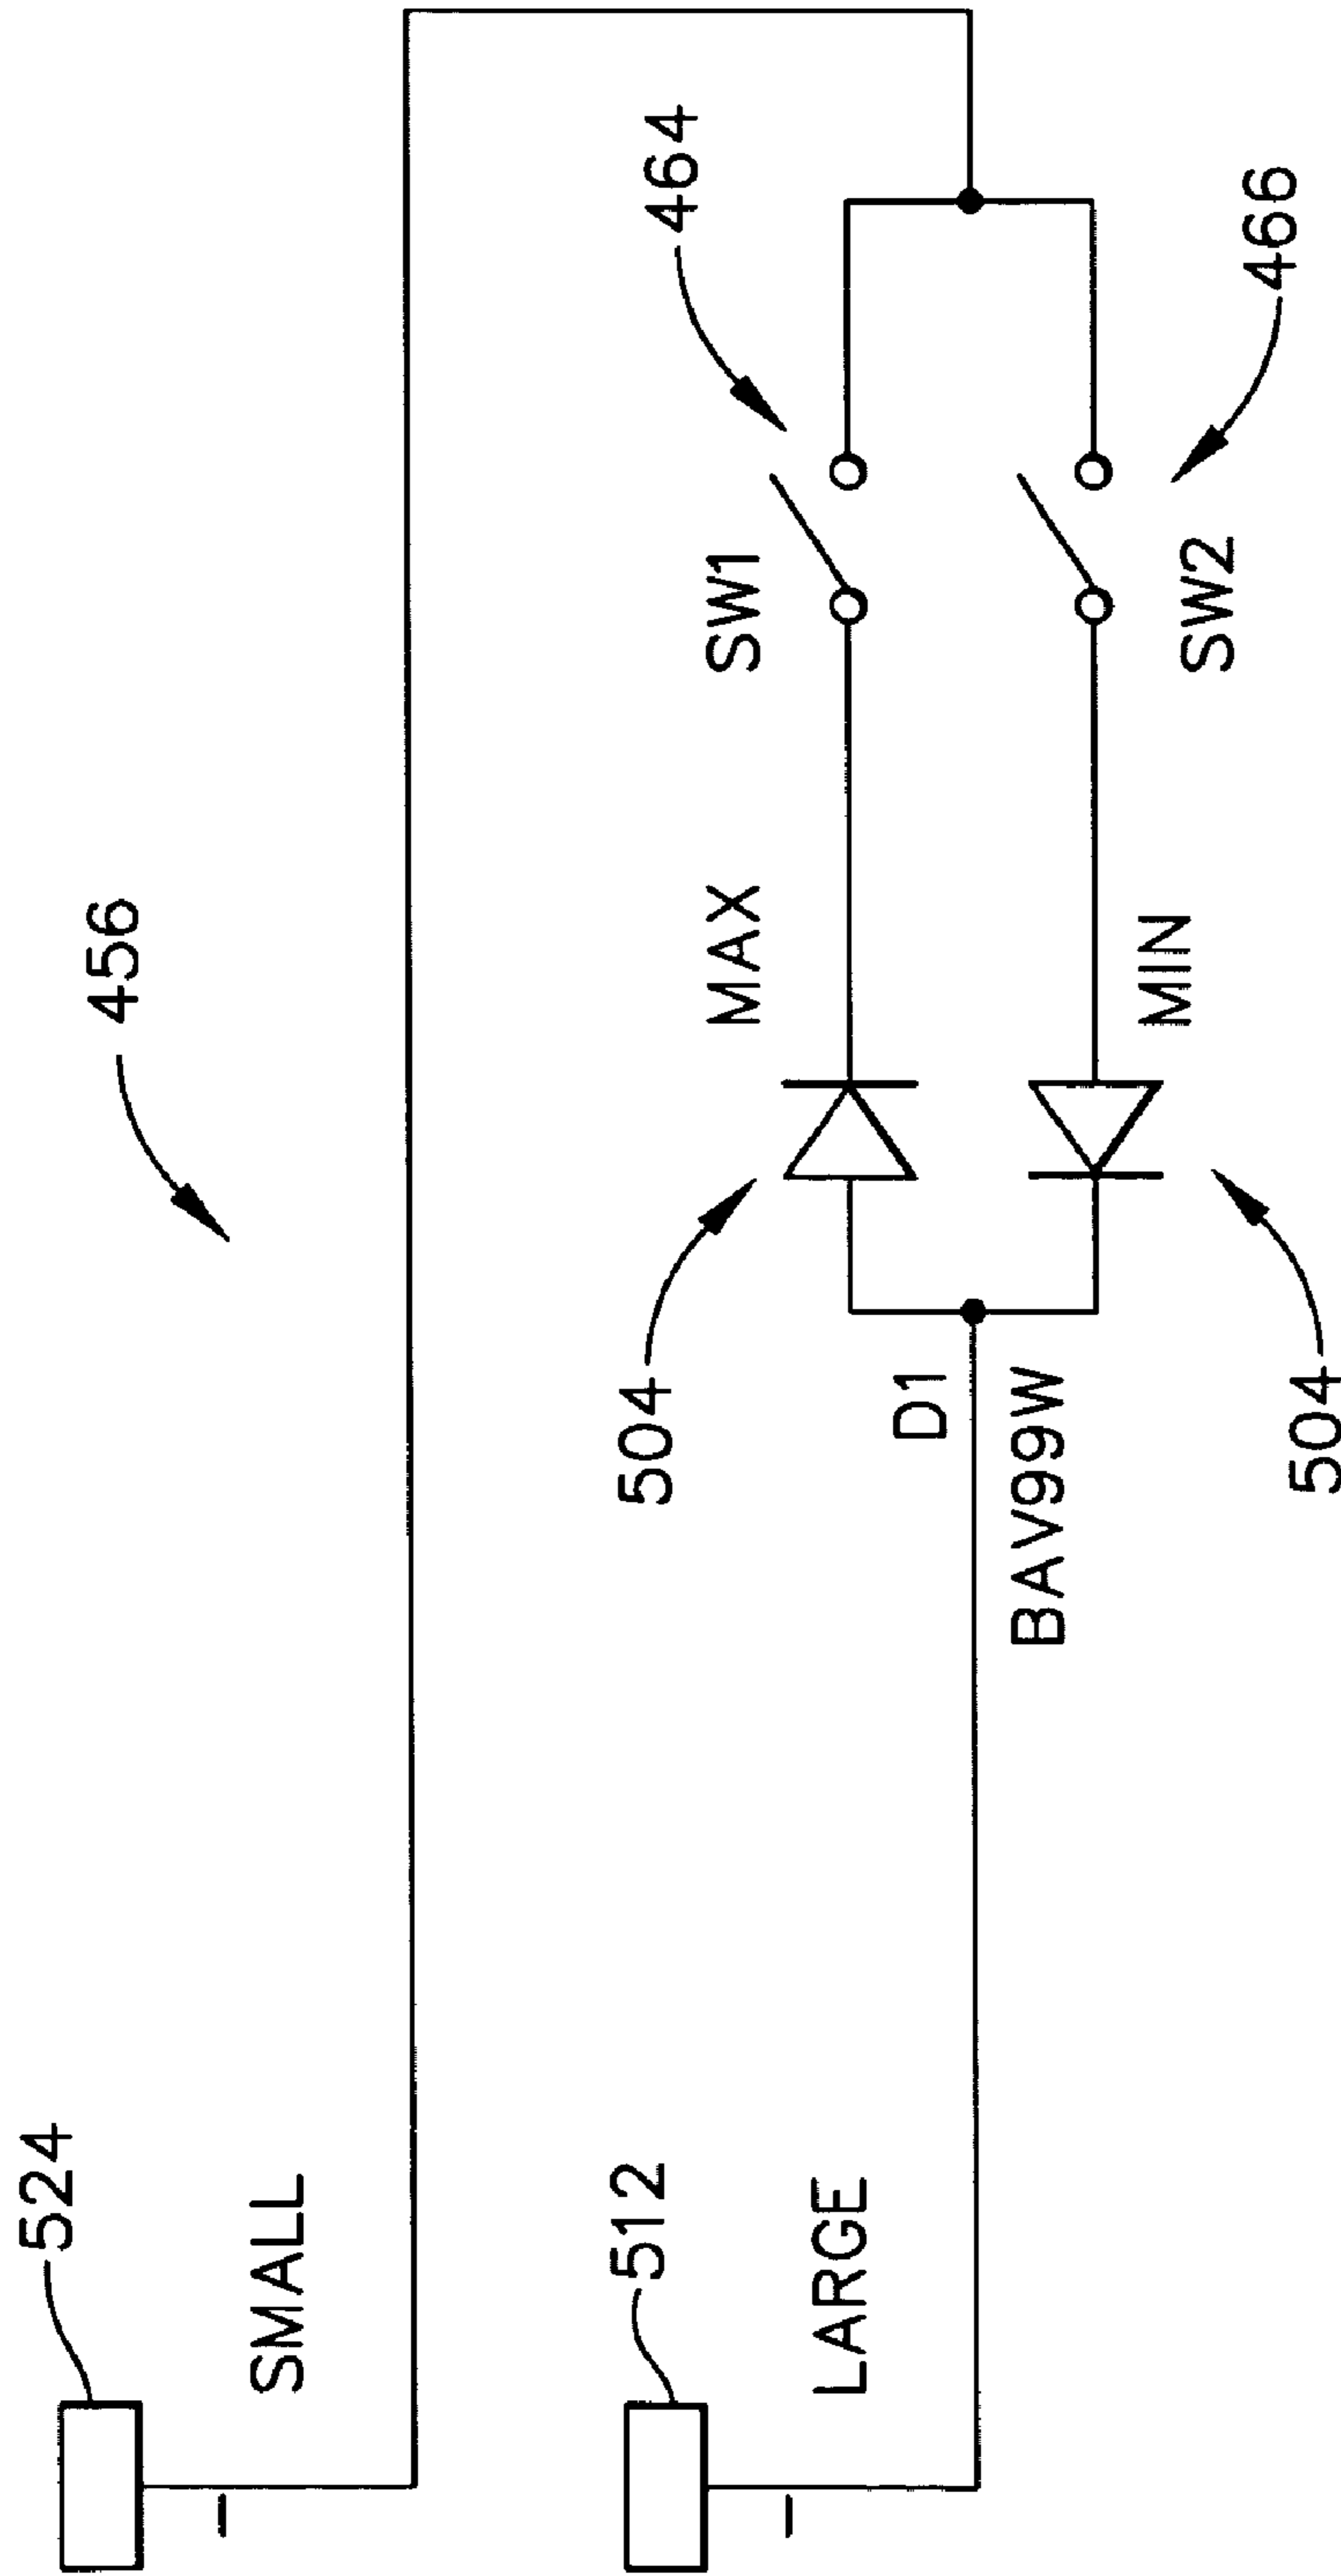 524
SMALL
456
512
LARGE
504
D1
BAV99W
504
MAX
MIN
SW1
SW2
464
466